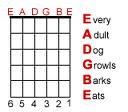 E A D G B E
Every
Adult
Dog
Growls
Barks
Eats
6 5 4 3 2 1